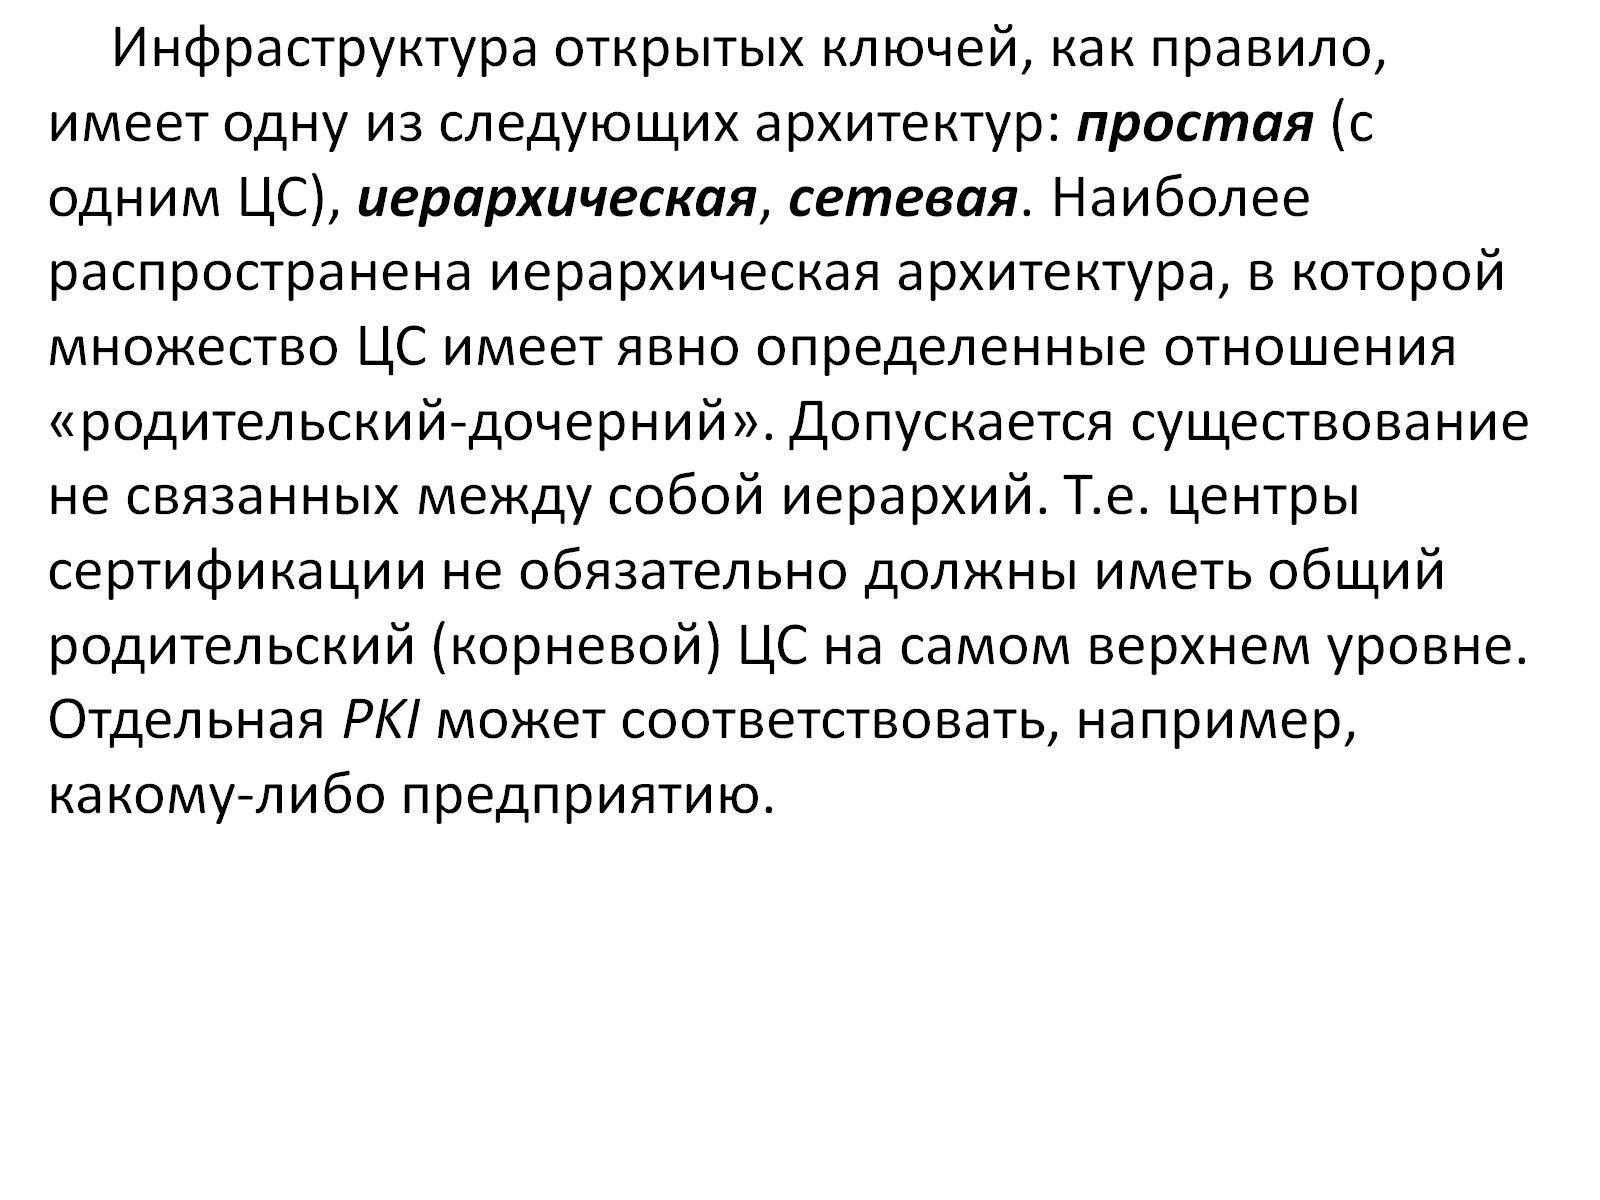 Инфраструктура открытых ключей, как правило,
имеет одну из следующих архитектур: простая (с
одним ЦС), иерархическая, сетевая. Наиболее
распространена иерархическая архитектура, в которой
множество ЦС имеет явно определенные отношения
«родительский-дочерний». Допускается существование
не связанных между собой иерархий. Т.е. центры
сертификации не обязательно должны иметь общий
родительский (корневой) ЦС на самом верхнем уровне.
Отдельная PKI может соответствовать, например,
какому-либо предприятию.